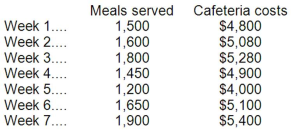 Meals served Cafeteria costs
Week 1.... 1,500 $4,800
Week 2.... 1,600 $5,080
Week 3.... 1,800 $5,280
Week 4.... 1,450 $4,900
Week 5.... 1,200 $4,000
Week 6.... 1,650 $5,100
Week 7.... 1,900 $5,400